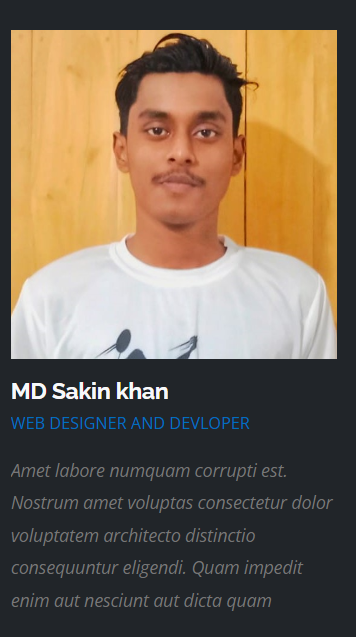 MD Sakin khan
WEB DESIGNER AND DEVLOPER
Amet labore numquam corrupti est.
Nostrum amet voluptas consectetur dolor
voluptatem architecto distinctio
consequuntur eligendi. Quam impedit
enim aut nesciunt aut dicta quam